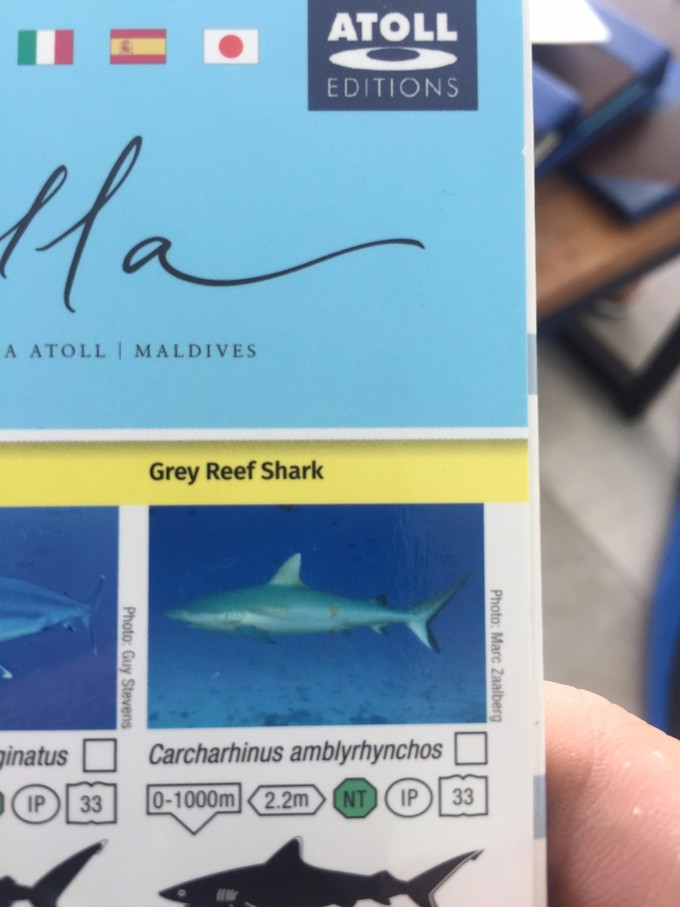 ATOLL
EDITIONS
lla
A ATOLL | MALDIVES
Grey Reef Shark
Photo: Guy Stevens
Photo: Marc Zaalberg
ginatus
Carcharhinus amblyrhynchos
IP 33
0-1000m 2.2m NT IP 33